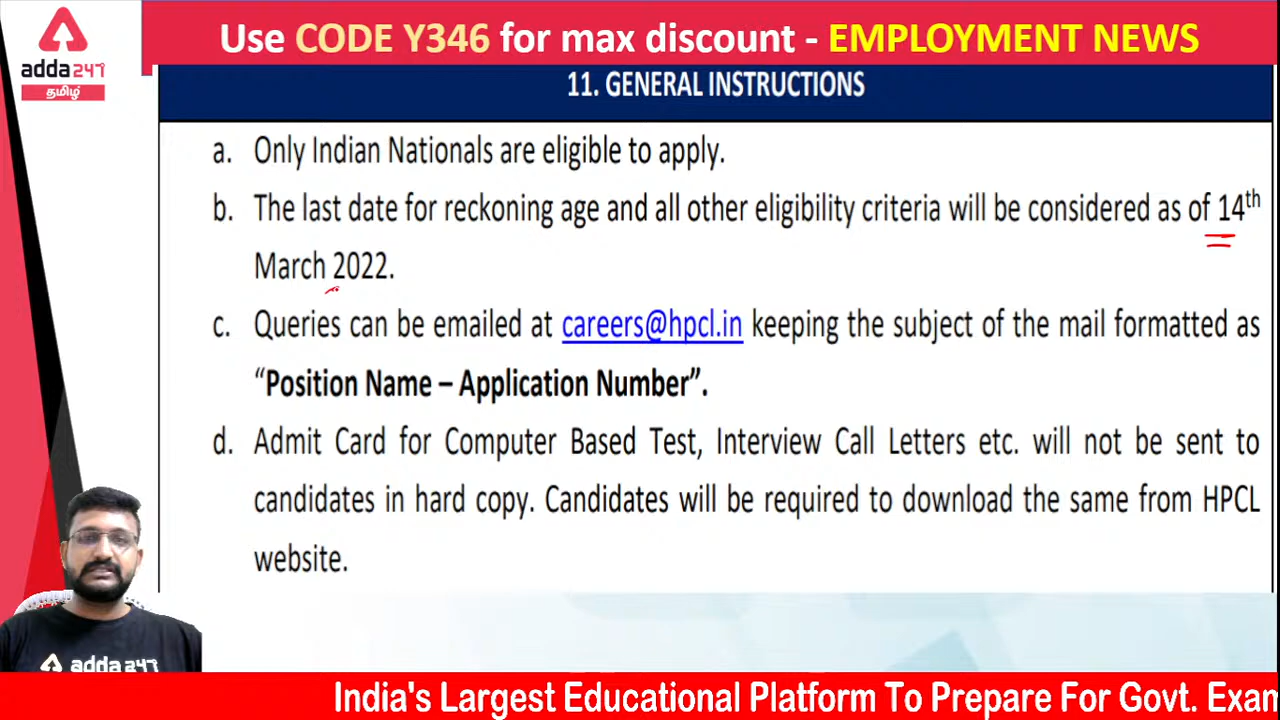 Use CODE Y346 for max discount - EMPLOYMENT NEWS
adda247
தமிழ்
11. GENERAL INSTRUCTIONS
a. Only Indian Nationals are eligible to apply.
b. The last date for reckoning age and all other eligibility criteria will be considered as of 14th
March 2022.
c. Queries can be emailed at careers@hpcl.in keeping the subject of the mail formatted as
“Position Name – Application Number”.
d. Admit Card for Computer Based Test, Interview Call Letters etc. will not be sent to
candidates in hard copy. Candidates will be required to download the same from HPCL
website.
adda247
India's Largest Educational Platform To Prepare For Govt. Exam